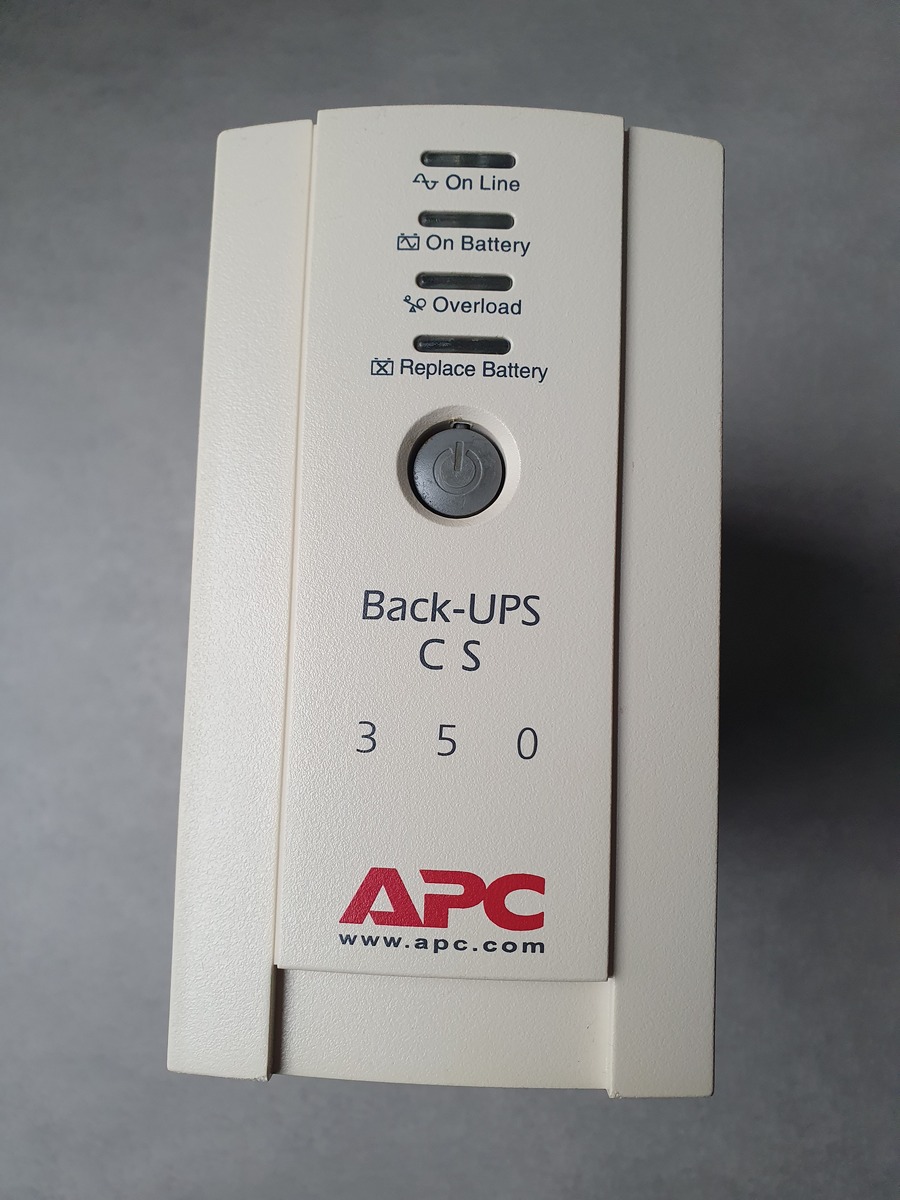 On Line
On Battery
Overload
Replace Battery
Back-UPS
CS
350
APC
www.apc.com